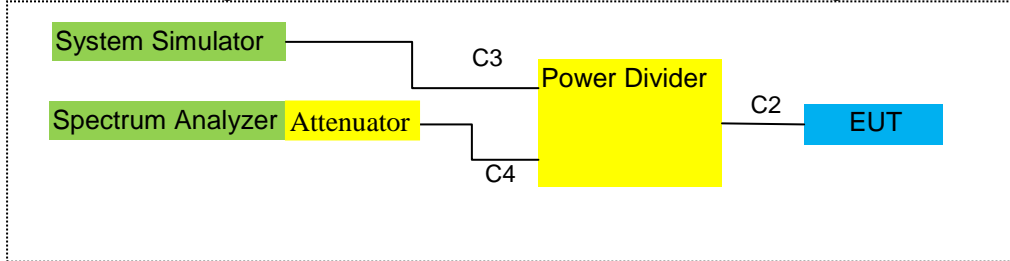 System Simulator
C3
Power Divider
C2
Spectrum Analyzer Attenuator
EUT
C4